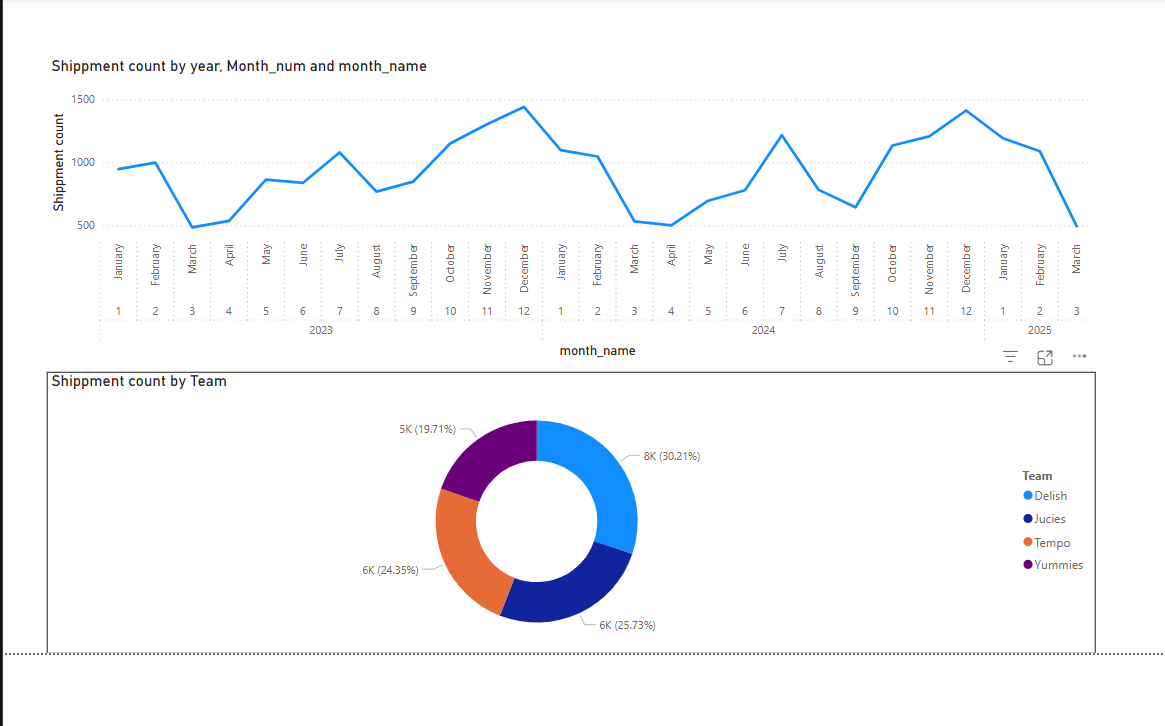 Shippment count by year, Month_num and month_name
1500
1000
500
Shippment count
January February March April May June July August September October November December January February March April May June July August September October November December January February March
1 2 3 4 5 6 7 8 9 10 11 12 1 2 3 4 5 6 7 8 9 10 11 12 1 2 3
2023 2024 2025
month_name
Shippment count by Team
5K (19.71%)
8K (30.21%)
6K (24.35%)
6K (25.73%)
Team
Delish
Jucies
Tempo
Yummies